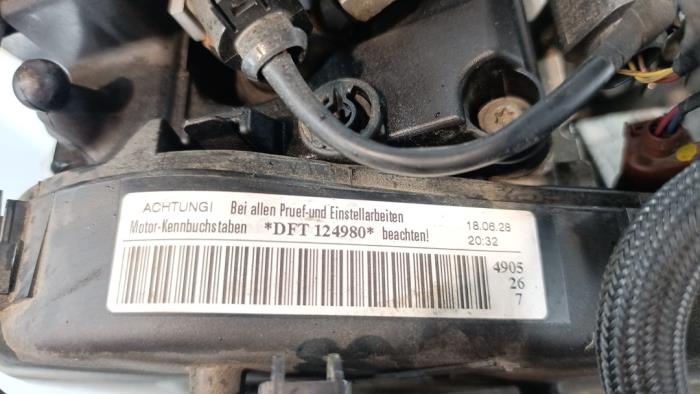 ACHTUNG! Bei allen Pruef-und Einstellarbeiten
Motor-Kennbuchstaben *DFT 124980* beachten!
18.06.28
20:32
4905
26
7